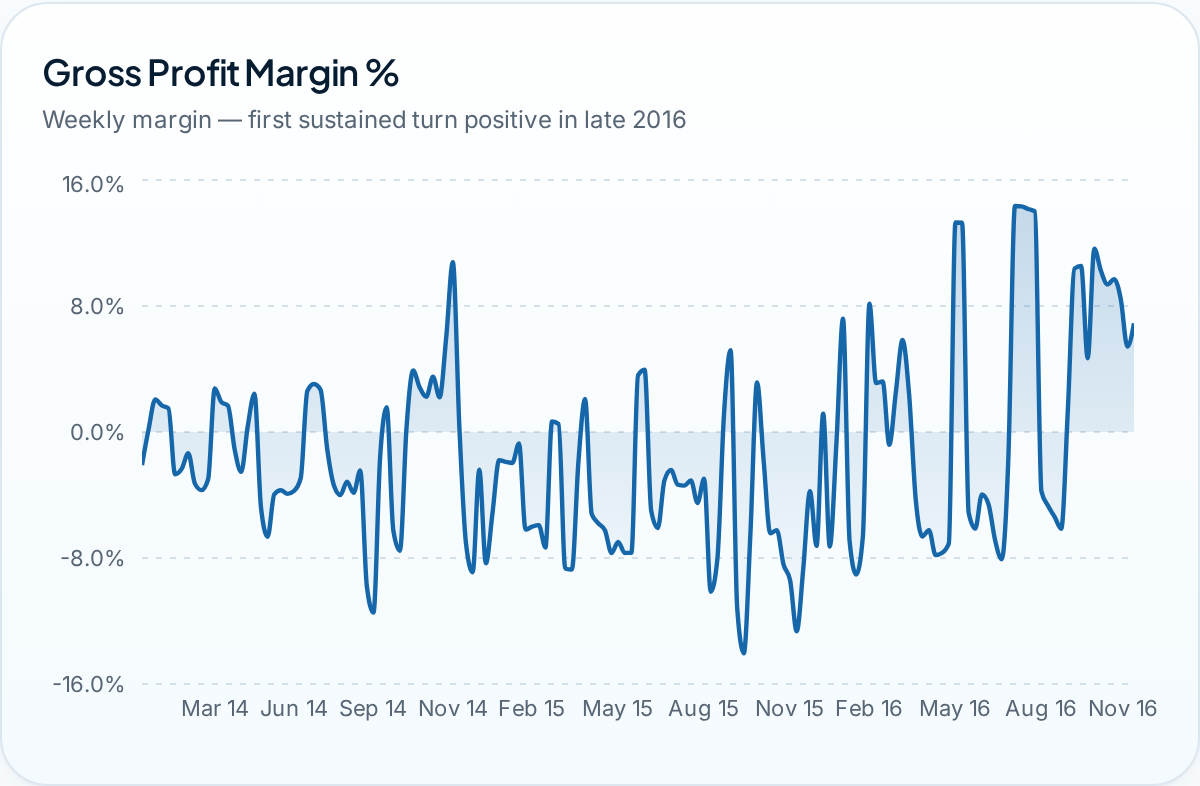 Gross Profit Margin %
Weekly margin — first sustained turn positive in late 2016
16.0%
8.0%
0.0%
-8.0%
-16.0%
Mar 14 Jun 14 Sep 14 Nov 14 Feb 15 May 15 Aug 15 Nov 15 Feb 16 May 16 Aug 16 Nov 16